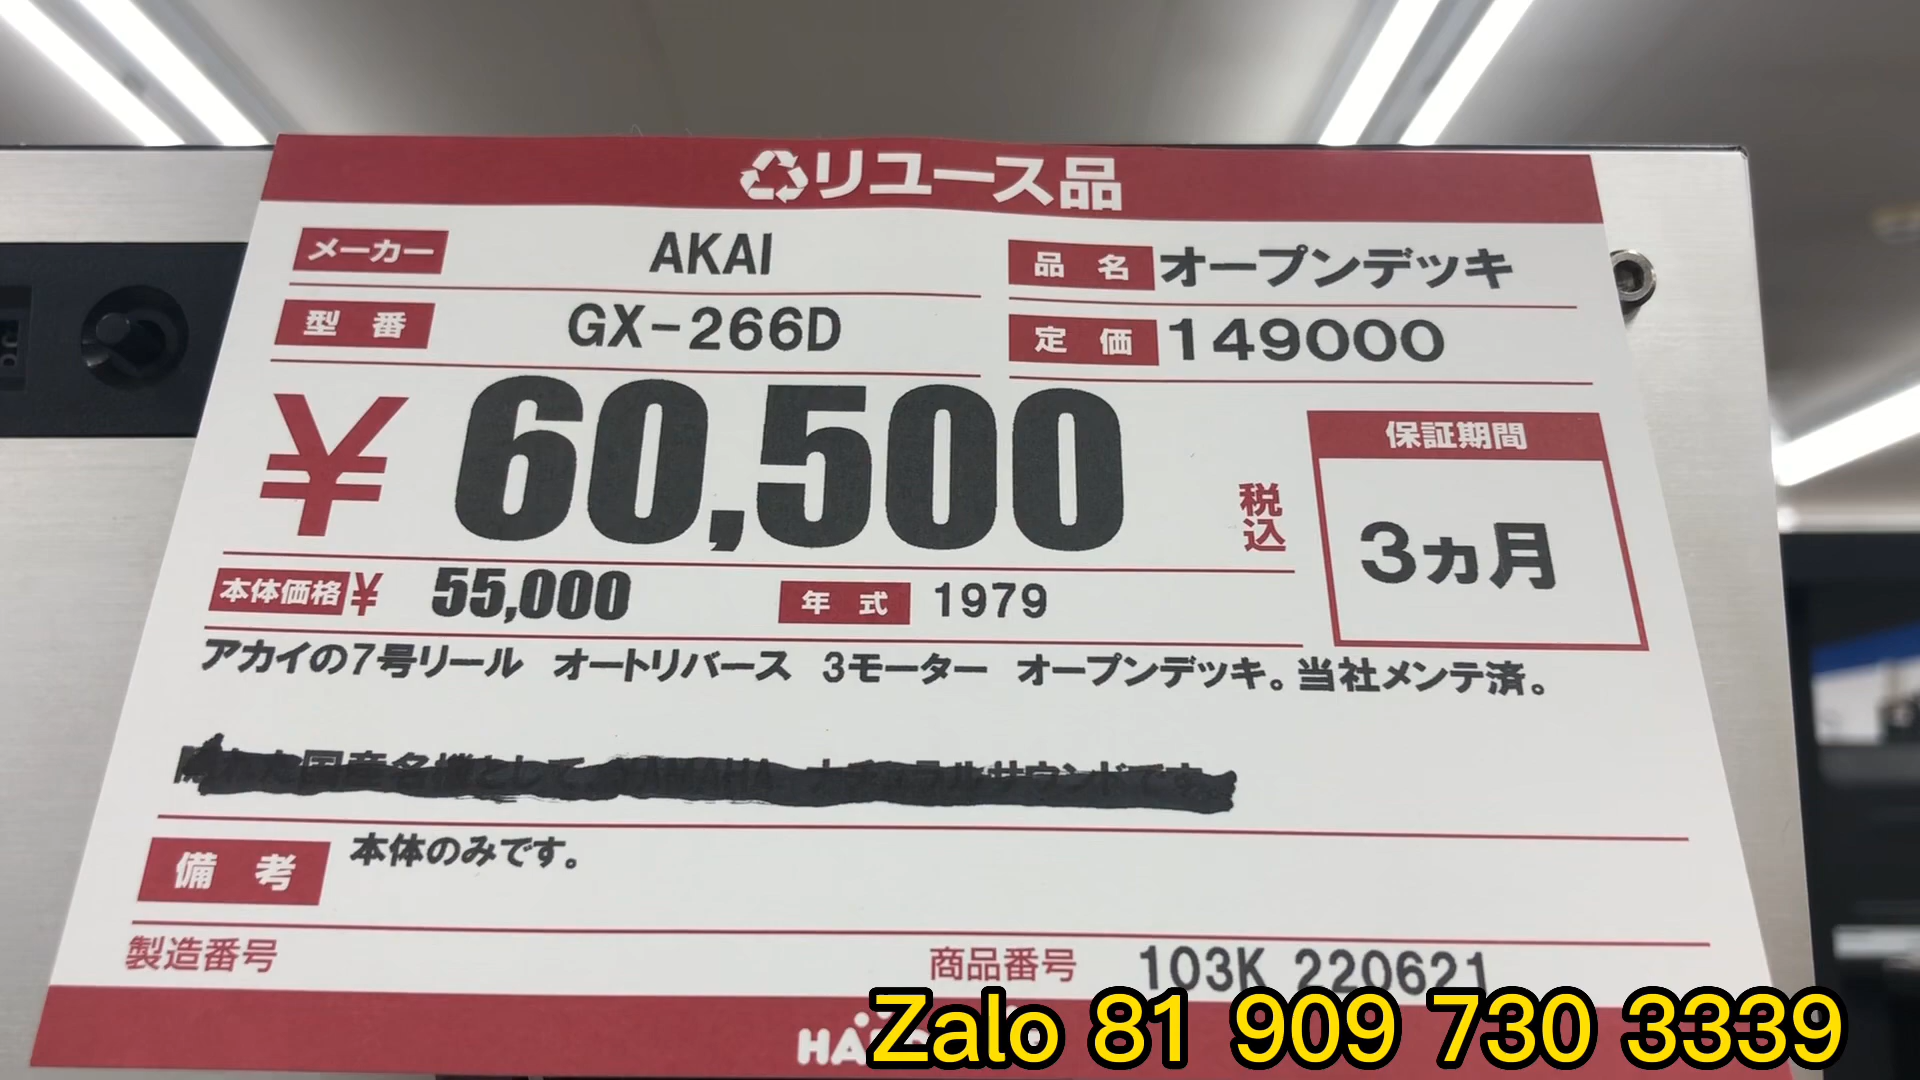 リユース品
メーカー AKAI 品名 オープンデッキ
型番 GX-266D 定価 149000
¥60,500 税込
保証期間
3ヵ月
本体価格¥ 55,000 年式 1979
アカイの7号リール オートリバース 3モーター オープンデッキ。当社メンテ済。
備考 本体のみです。
製造番号 商品番号 103K 220621
Zalo 81 909 730 3339